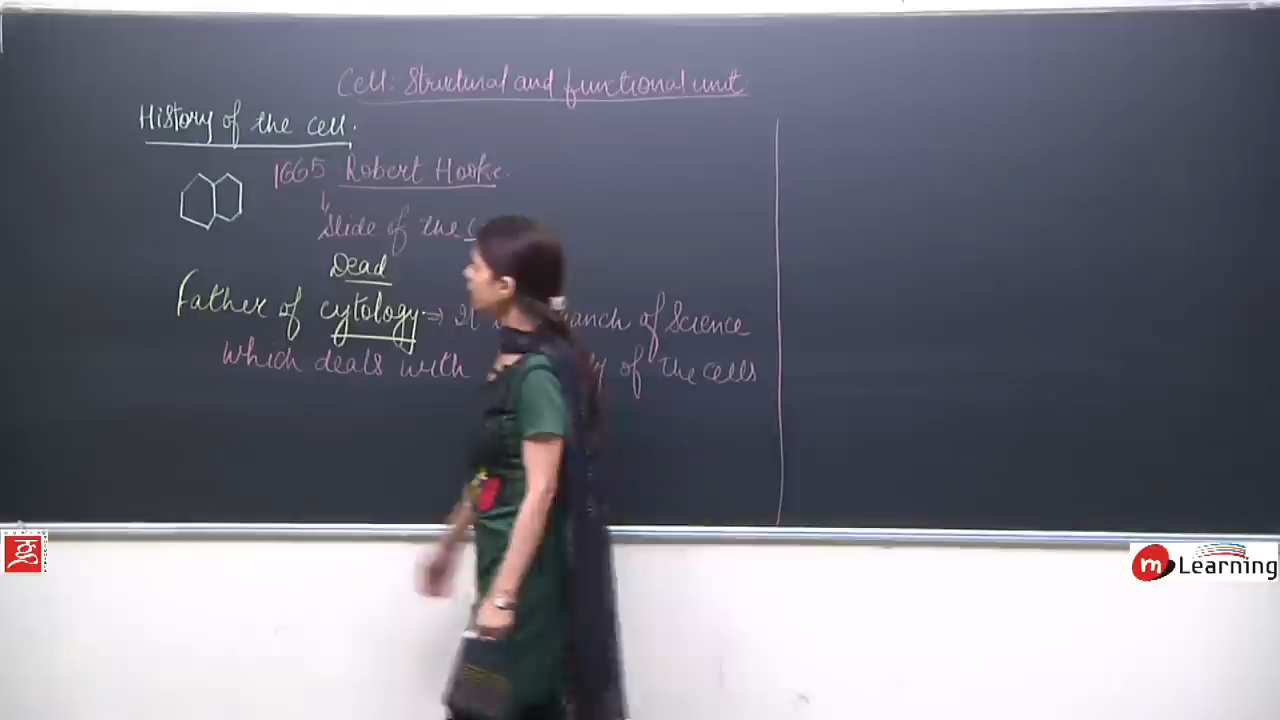 Cell: Structural and functional unit
History of the cell.
1665 Robert Hooke.
Slide of the
Dead
Father of cytology ⇒ It of Science
which deals with of the cells
ग
m Learning